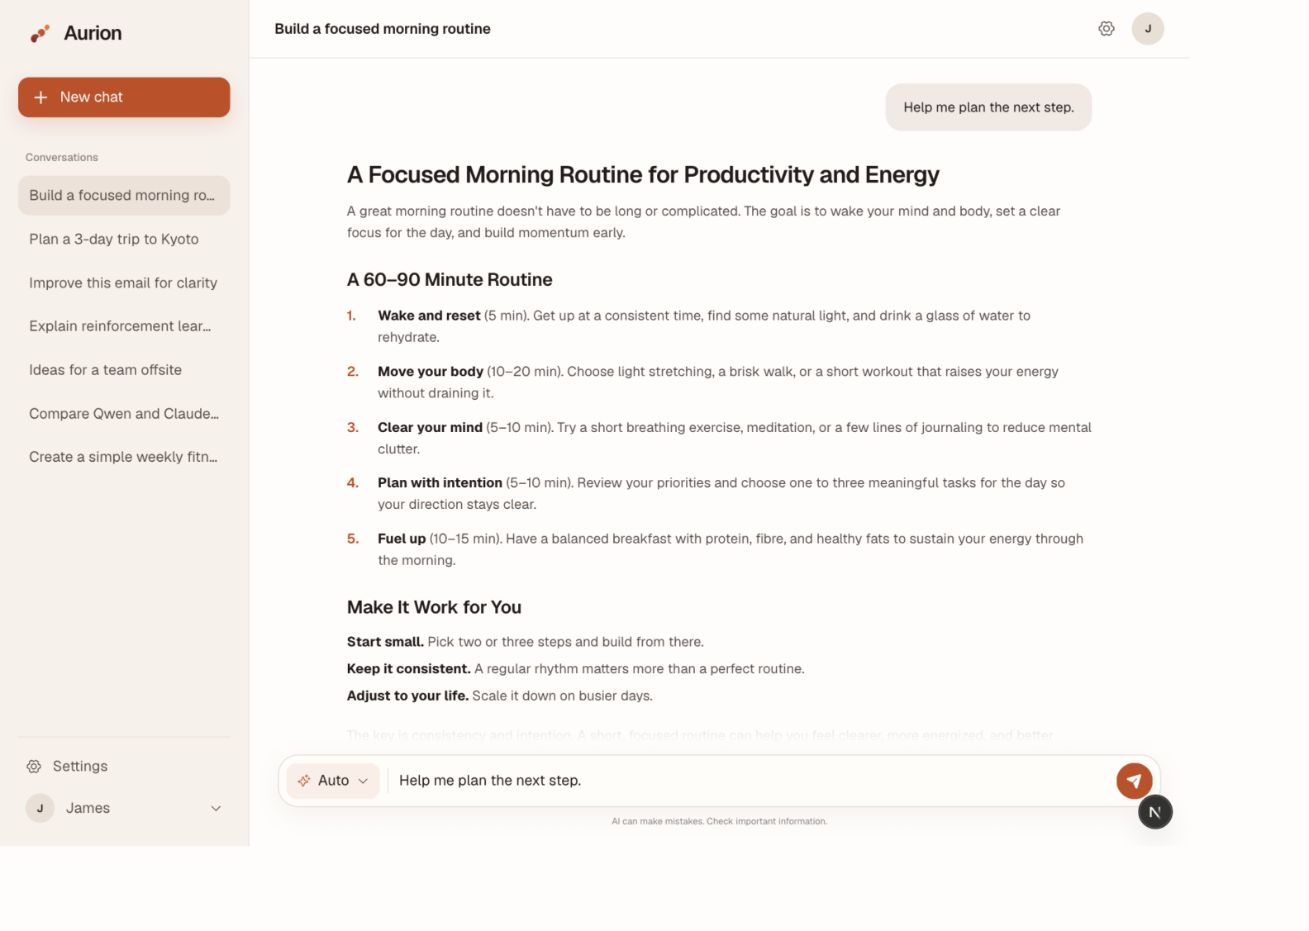 Aurion
New chat
Conversations
Build a focused morning ro...
Plan a 3-day trip to Kyoto
Improve this email for clarity
Explain reinforcement lear...
Ideas for a team offsite
Compare Qwen and Claude...
Create a simple weekly fitn...
Settings
J
James
Build a focused morning routine
J
Help me plan the next step.
A Focused Morning Routine for Productivity and Energy
A great morning routine doesn't have to be long or complicated. The goal is to wake your mind and body, set a clear
focus for the day, and build momentum early.
A 60–90 Minute Routine
1. Wake and reset (5 min). Get up at a consistent time, find some natural light, and drink a glass of water to
rehydrate.
2. Move your body (10–20 min). Choose light stretching, a brisk walk, or a short workout that raises your energy
without draining it.
3. Clear your mind (5–10 min). Try a short breathing exercise, meditation, or a few lines of journaling to reduce mental
clutter.
4. Plan with intention (5–10 min). Review your priorities and choose one to three meaningful tasks for the day so
your direction stays clear.
5. Fuel up (10–15 min). Have a balanced breakfast with protein, fibre, and healthy fats to sustain your energy through
the morning.
Make It Work for You
Start small. Pick two or three steps and build from there.
Keep it consistent. A regular rhythm matters more than a perfect routine.
Adjust to your life. Scale it down on busier days.
The key is consistency and intention. A short, focused routine can help you feel clearer, more energized, and better
Auto
Help me plan the next step.
N
AI can make mistakes. Check important information.